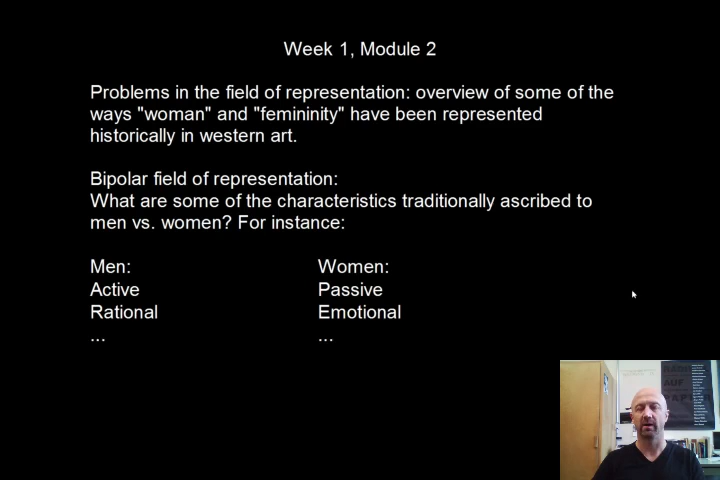 Week 1, Module 2
Problems in the field of representation: overview of some of the
ways "woman" and "femininity" have been represented
historically in western art.
Bipolar field of representation:
What are some of the characteristics traditionally ascribed to
men vs. women? For instance:
Men: Women:
Active Passive
Rational Emotional
... ...
AUF